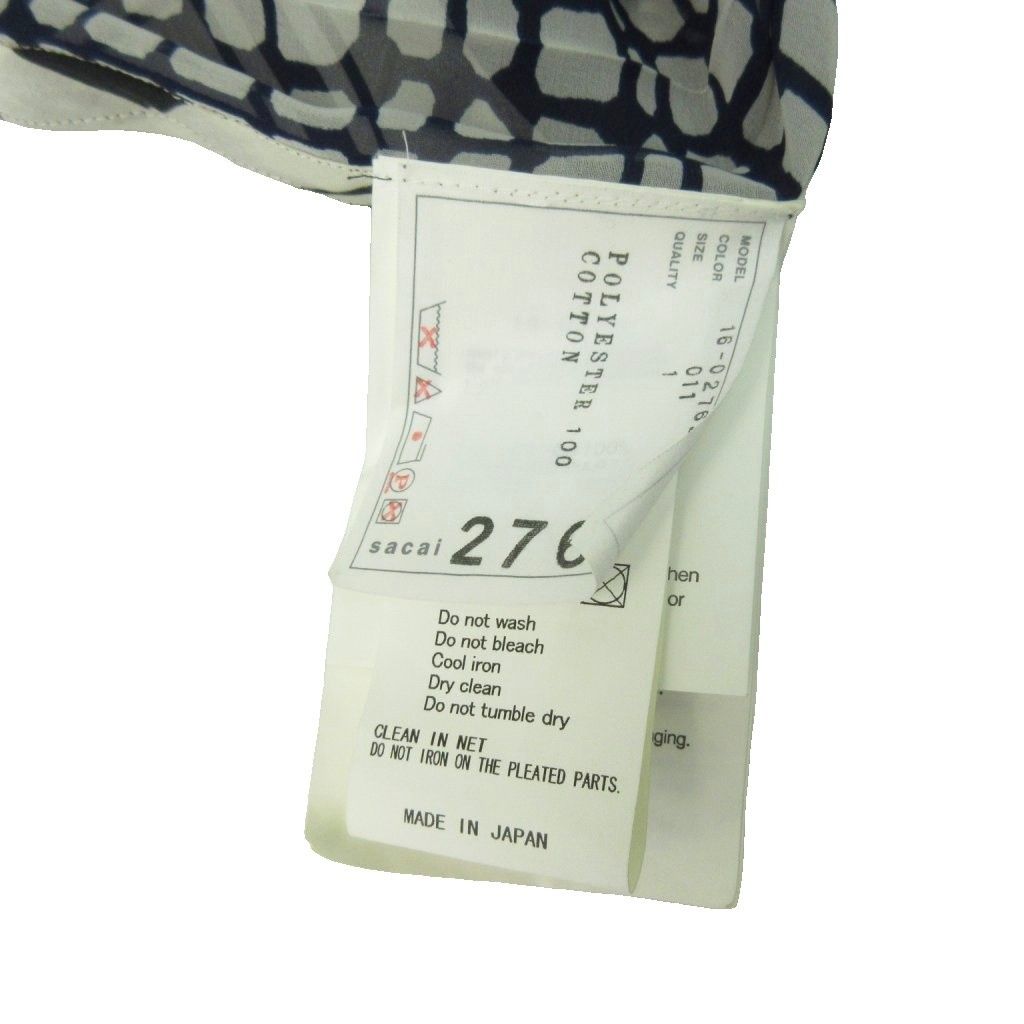 MODEL 16-0276
COLOR 011
SIZE 1
QUALITY
POLYESTER 100
COTTON
P
sacai 276
Do not wash
Do not bleach
Cool iron
Dry clean
Do not tumble dry
CLEAN IN NET
DO NOT IRON ON THE PLEATED PARTS.
MADE IN JAPAN
hen
or
ging.